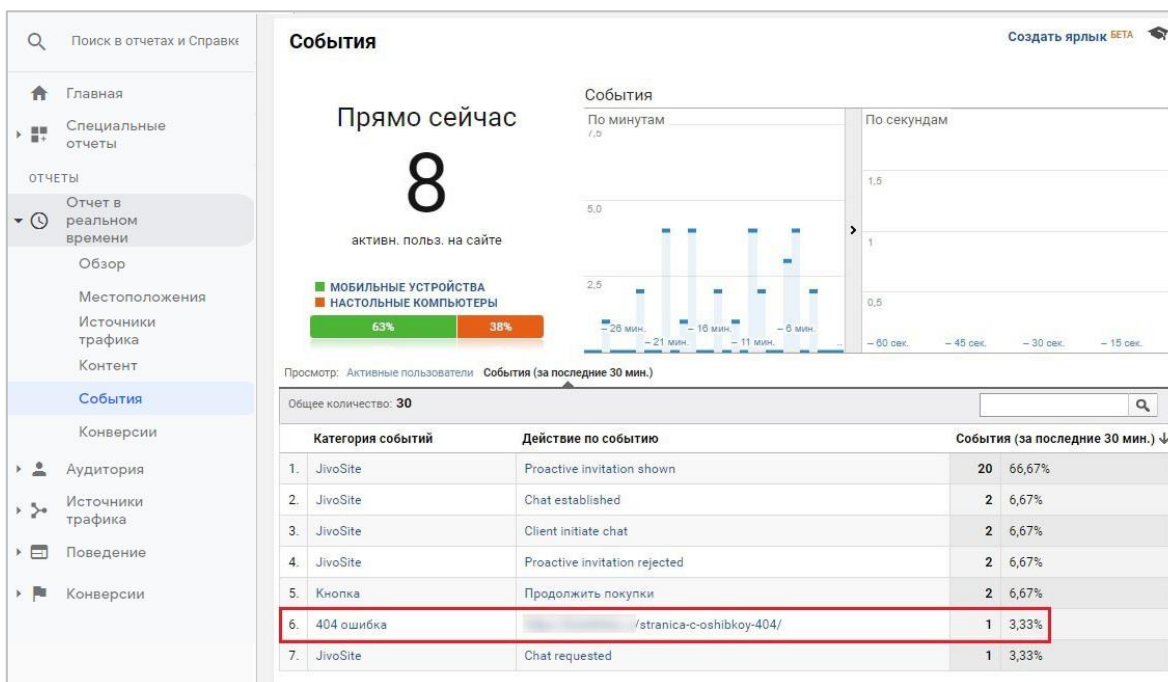 Поиск в отчетах и Справке
Главная
Специальные
отчеты
ОТЧЕТЫ
Отчет в
реальном
времени
Обзор
Местоположения
Источники
трафика
Контент
События
Конверсии
Аудитория
Источники
трафика
Поведение
Конверсии
События
Создать ярлык БЕТА
Прямо сейчас
8
активн. польз. на сайте
МОБИЛЬНЫЕ УСТРОЙСТВА
НАСТОЛЬНЫЕ КОМПЬЮТЕРЫ
63% 38%
События
По минутам
7,5
5,0
2,5
– 26 мин. – 16 мин. – 6 мин.
– 21 мин. – 11 мин.
По секундам
1,5
1
0,5
– 60 сек. – 45 сек. – 30 сек. – 15 сек.
Просмотр: Активные пользователи События (за последние 30 мин.)
Общее количество: 30
Категория событий Действие по событию События (за последние 30 мин.)
1. JivoSite Proactive invitation shown 20 66,67%
2. JivoSite Chat established 2 6,67%
3. JivoSite Client initiate chat 2 6,67%
4. JivoSite Proactive invitation rejected 2 6,67%
5. Кнопка Продолжить покупки 2 6,67%
6. 404 ошибка /stranica-c-oshibkoy-404/ 1 3,33%
7. JivoSite Chat requested 1 3,33%